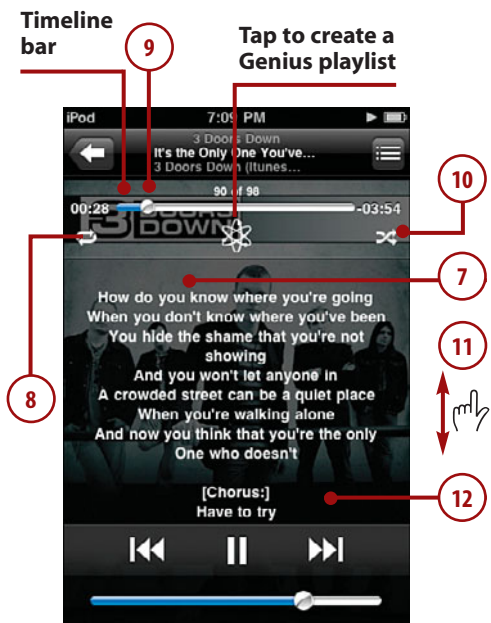 Timeline
bar
9
Tap to create a
Genius playlist
iPod
7:09 PM
3 Doors Down
It's the Only One You've...
3 Doors Down (Itunes...
90 of 98
00:28
-03:54
10
3 DOORS
DOWN
7
How do you know where you're going
When you don't know where you've been
You hide the shame that you're not
showing
And you won't let anyone in
A crowded street can be a quiet place
When you're walking alone
And now you think that you're the only
One who doesn't
11
8
[Chorus:]
Have to try
12